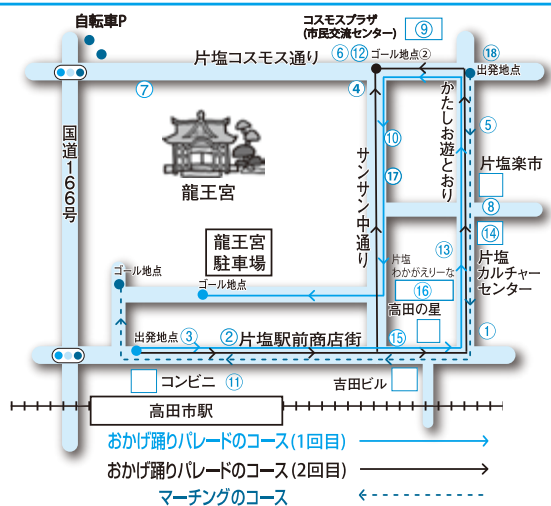 自転車P
コスモスプラザ
(市民交流センター)
⑨
片塩コスモス通り
⑥
⑫
ゴール地点②
⑱
出発地点
⑦
④
国道166号
龍王宮
⑩
⑰
サンサン中通り
かたしお遊とおり
⑤
片塩楽市
⑧
⑭
片塩
カルチャー
センター
⑬
龍王宮
駐車場
ゴール地点
ゴール地点
片塩
わかがえりーな
⑯
高田の星
出発地点
③
②
片塩駅前商店街
⑮
①
コンビニ
⑪
吉田ビル
高田市駅
おかげ踊りパレードのコース(1回目)
おかげ踊りパレードのコース(2回目)
マーチングのコース